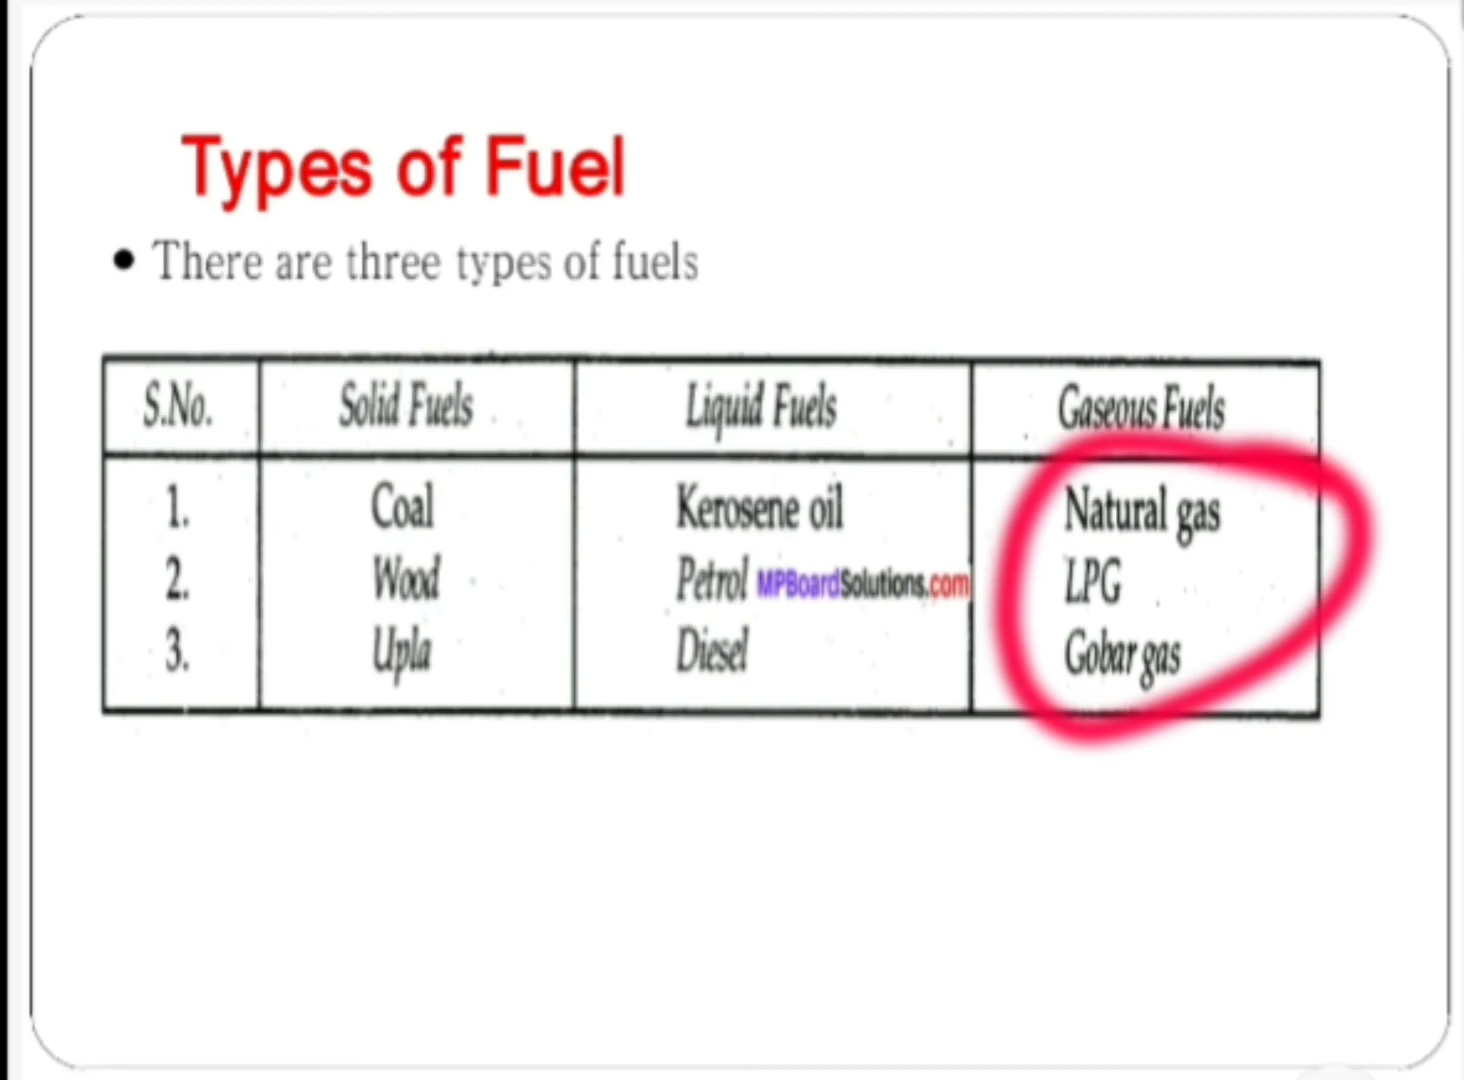 Types of Fuel
• There are three types of fuels
S.No. Solid Fuels Liquid Fuels Gaseous Fuels
1. Coal Kerosene oil Natural gas
2. Wood Petrol MPBoardSolutions.com LPG
3. Upla Diesel Gobar gas